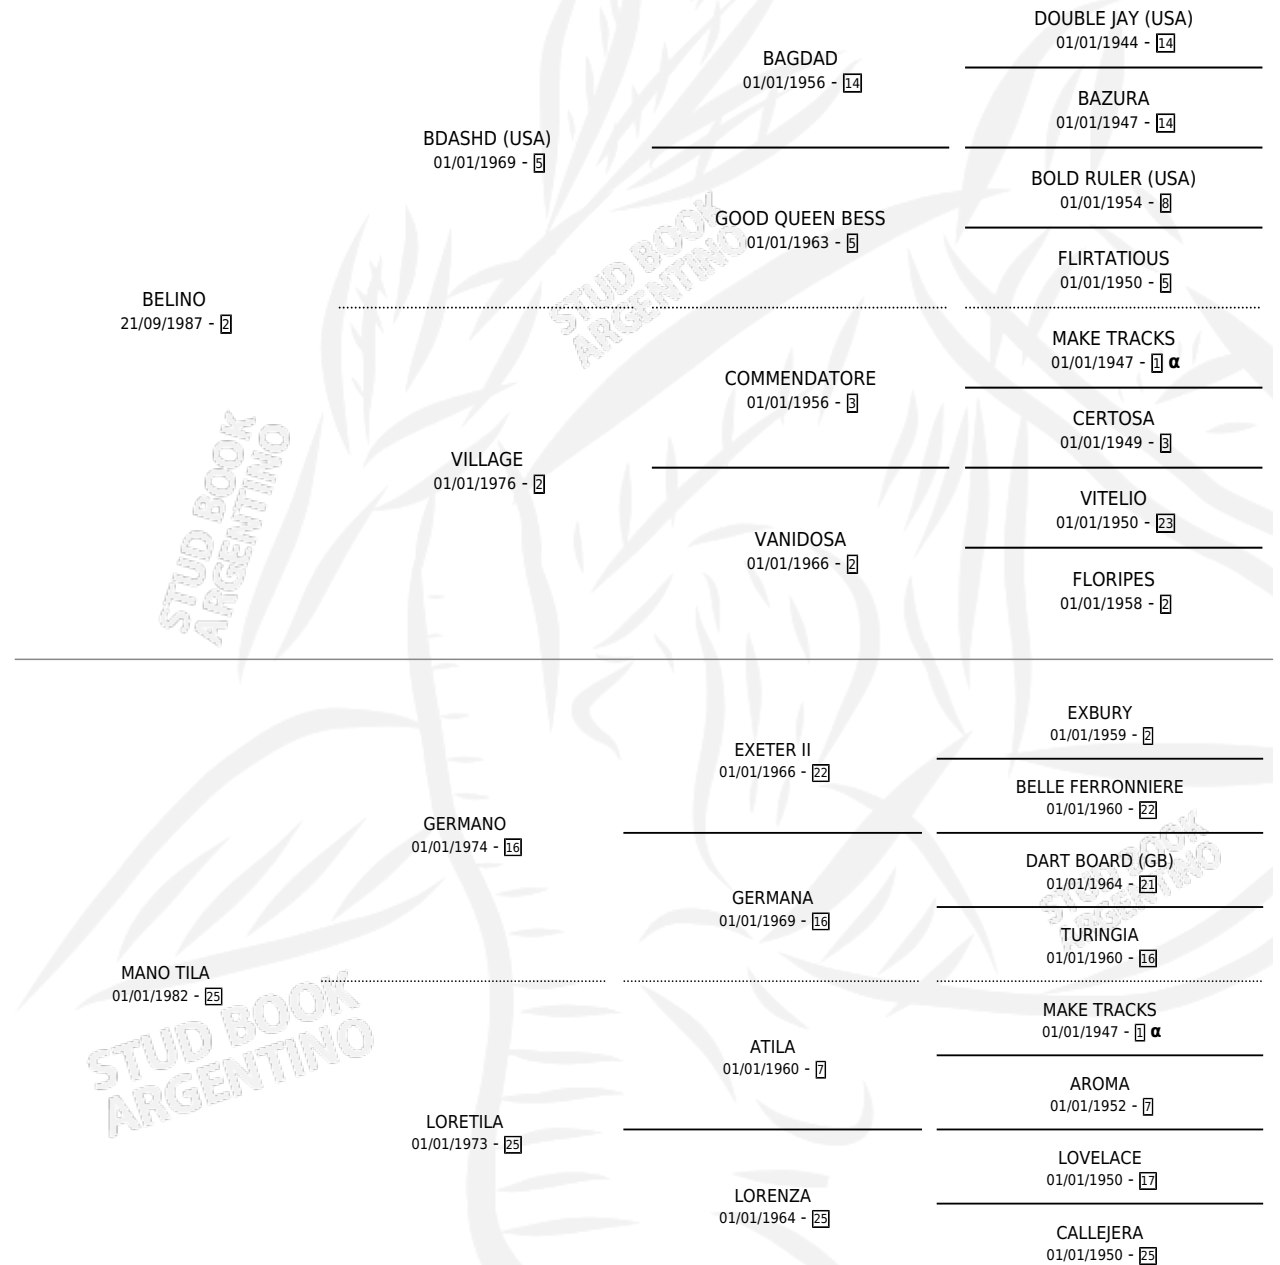 DOUBLE JAY (USA)
01/01/1944 - 14
BAGDAD
01/01/1956 - 14
BAZURA
01/01/1947 - 14
BDASHD (USA)
01/01/1969 - 5
BOLD RULER (USA)
01/01/1954 - 8
GOOD QUEEN BESS
01/01/1963 - 5
FLIRTATIOUS
01/01/1950 - 5
BELINO
21/09/1987 - 2
MAKE TRACKS
01/01/1947 - 1 α
COMMENDATORE
01/01/1956 - 3
CERTOSA
01/01/1949 - 3
VILLAGE
01/01/1976 - 2
VITELIO
01/01/1950 - 23
VANIDOSA
01/01/1966 - 2
FLORIPES
01/01/1958 - 2
EXBURY
01/01/1959 - 2
EXETER II
01/01/1966 - 22
BELLE FERRONNIERE
01/01/1960 - 22
GERMANO
01/01/1974 - 16
DART BOARD (GB)
01/01/1964 - 21
GERMANA
01/01/1969 - 16
TURINGIA
01/01/1960 - 16
MANO TILA
01/01/1982 - 25
MAKE TRACKS
01/01/1947 - 1 α
ATILA
01/01/1960 - 7
AROMA
01/01/1952 - 7
LORETILA
01/01/1973 - 25
LOVELACE
01/01/1950 - 17
LORENZA
01/01/1964 - 25
CALLEJERA
01/01/1950 - 25
STUD BOOK
ARGENTINO
STUD BOOK
ARGENTINO
STUD BOOK
ARGENTINO
STUD BOOK
ARGENTINO